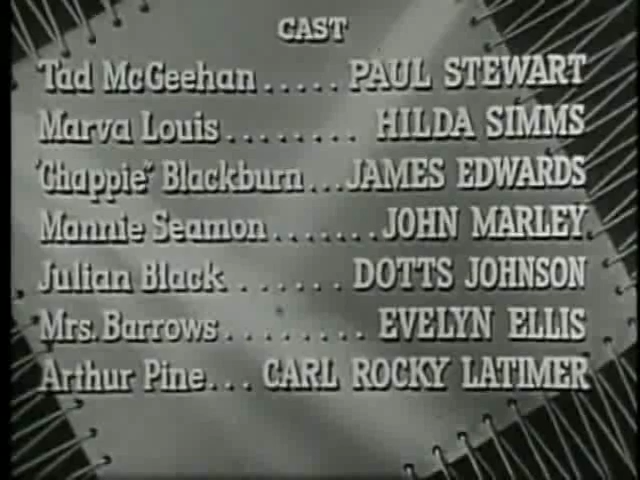 CAST
Tad McGeehan ..... PAUL STEWART
Marva Louis ........ HILDA SIMMS
"Chappie" Blackburn ... JAMES EDWARDS
Mannie Seamon ....... JOHN MARLEY
Julian Black ...... DOTTS JOHNSON
Mrs. Barrows ........ EVELYN ELLIS
Arthur Pine ... CARL ROCKY LATIMER